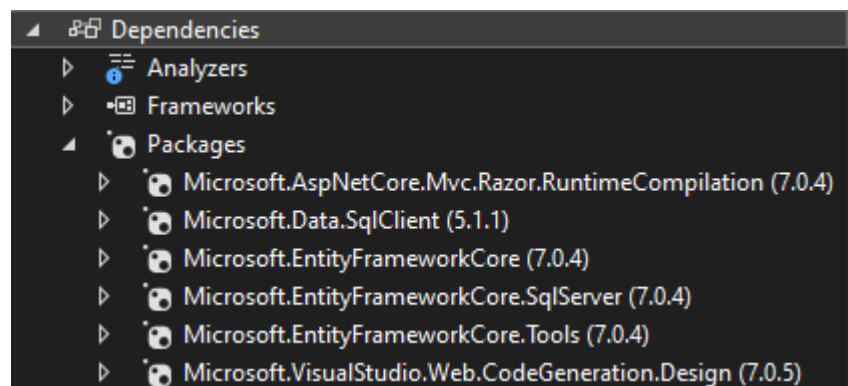 Dependencies
Analyzers
Frameworks
Packages
Microsoft.AspNetCore.Mvc.Razor.RuntimeCompilation (7.0.4)
Microsoft.Data.SqlClient (5.1.1)
Microsoft.EntityFrameworkCore (7.0.4)
Microsoft.EntityFrameworkCore.SqlServer (7.0.4)
Microsoft.EntityFrameworkCore.Tools (7.0.4)
Microsoft.VisualStudio.Web.CodeGeneration.Design (7.0.5)